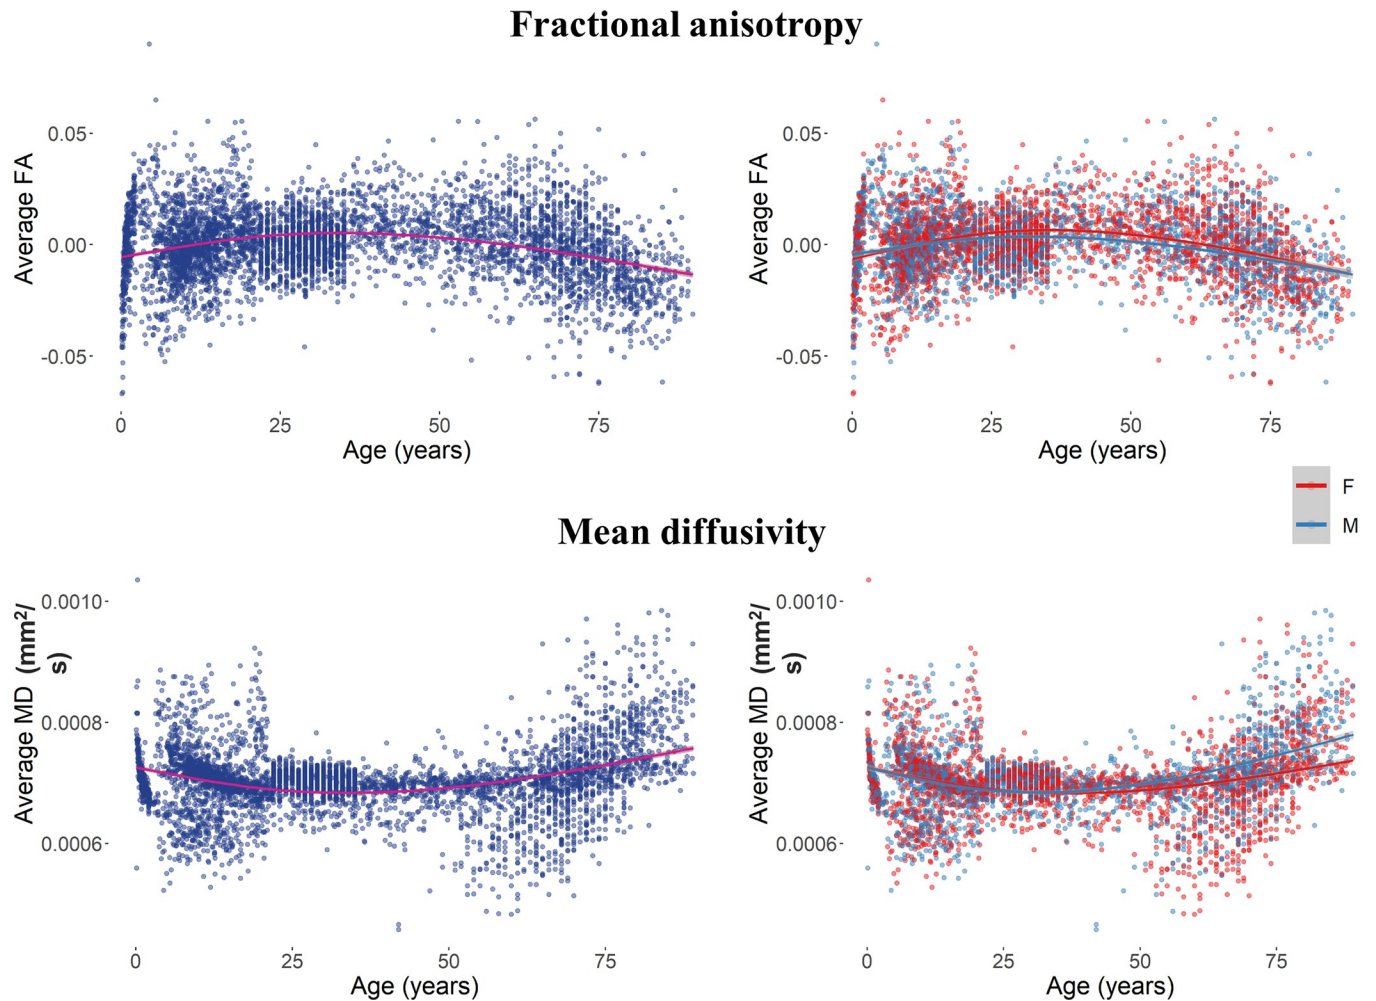 Fractional anisotropy
Average FA
0.05
0.00
-0.05
0 25 50 75
Age (years)
Average FA
0.05
0.00
-0.05
0 25 50 75
Age (years)
F
M
Mean diffusivity
Average MD (mm²/
s)
0.0010
0.0008
0.0006
0 25 50 75
Age (years)
Average MD (mm²/
s)
0.0010
0.0008
0.0006
0 25 50 75
Age (years)